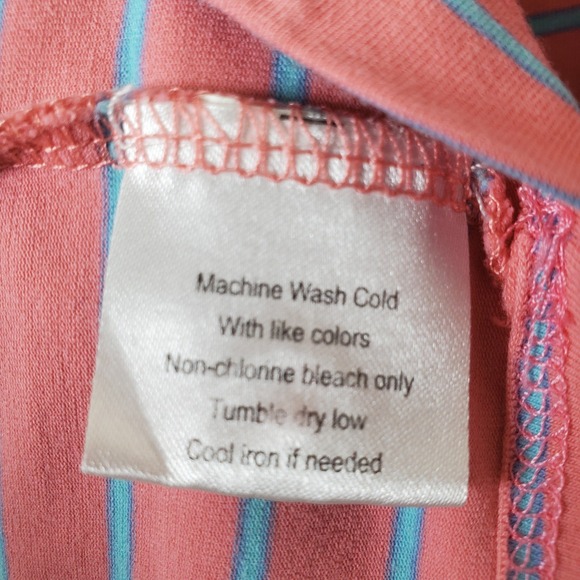 Machine Wash Cold
With like colors
Non-chlorine bleach only
Tumble dry low
Cool iron if needed